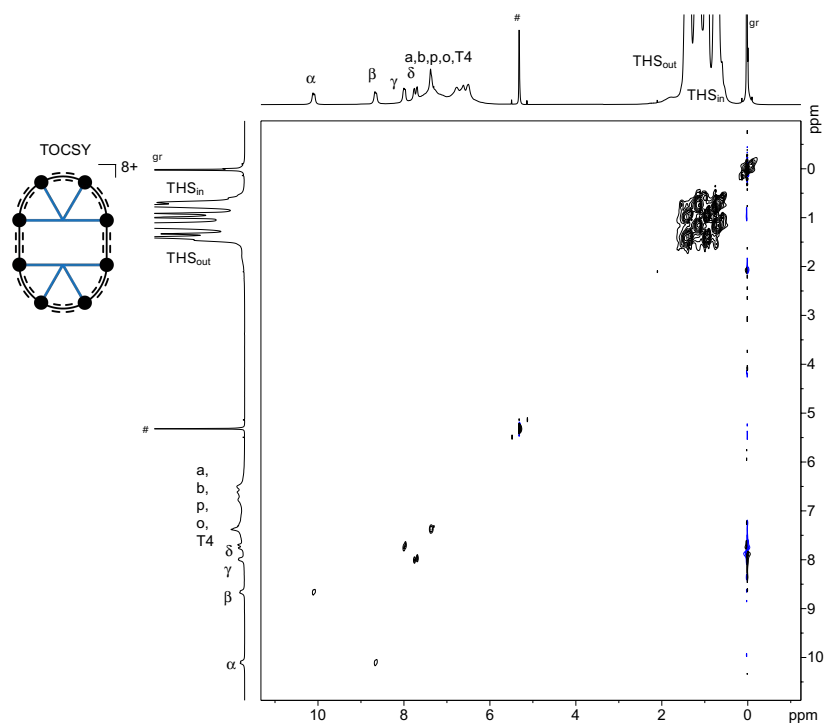 #
gr
a,b,p,o,T4
THS_out
δ
β
γ
α
THS_in
ppm
TOCSY
8+
gr
THS_in
THS_out
#
a,
b,
p,
o,
T4
δ
γ
β
α
0
1
2
3
4
5
6
7
8
9
10
10 8 6 4 2 0 ppm